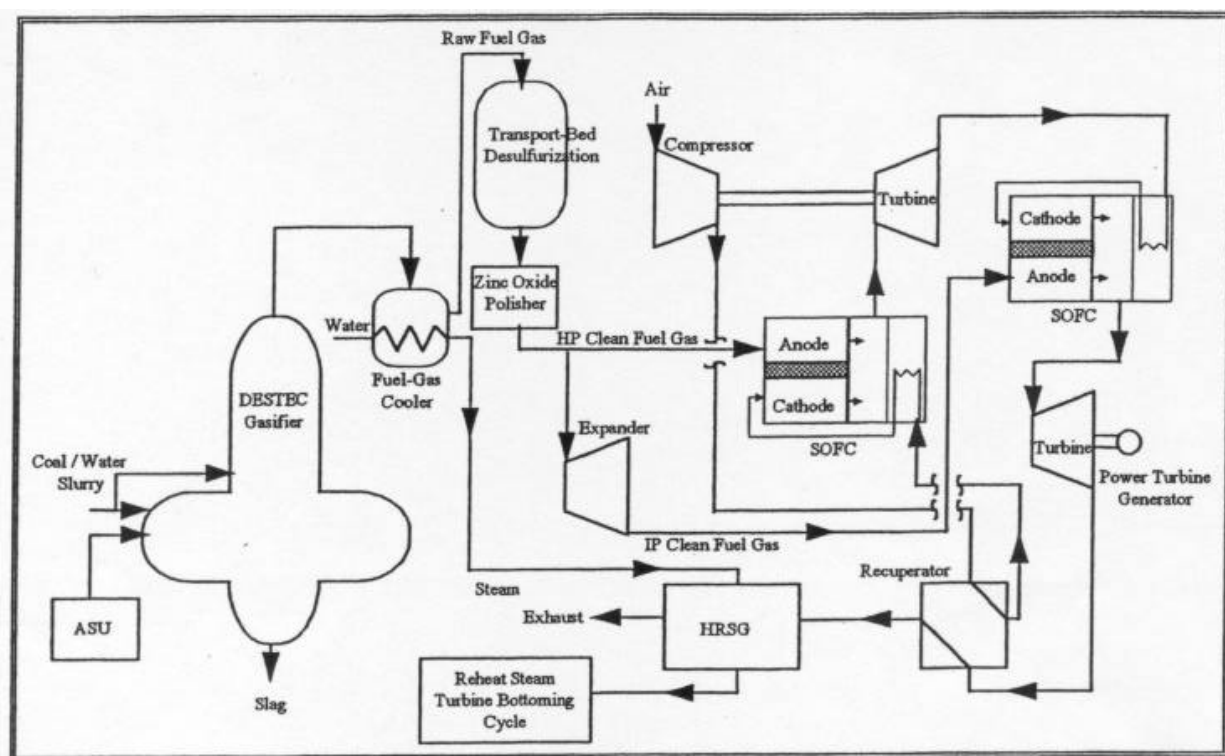 Raw Fuel Gas
Air
Transport-Bed
Desulfurization
Compressor
Turbine
Cathode
Anode
SOFC
Zinc Oxide
Polisher
Water
HP Clean Fuel Gas
Anode
Cathode
SOFC
Fuel-Gas
Cooler
DESTEC
Gasifier
Expander
Turbine
Power Turbine
Generator
Coal / Water
Slurry
IP Clean Fuel Gas
Recuperator
Steam
ASU
Exhaust
HRSG
Slag
Reheat Steam
Turbine Bottoming
Cycle